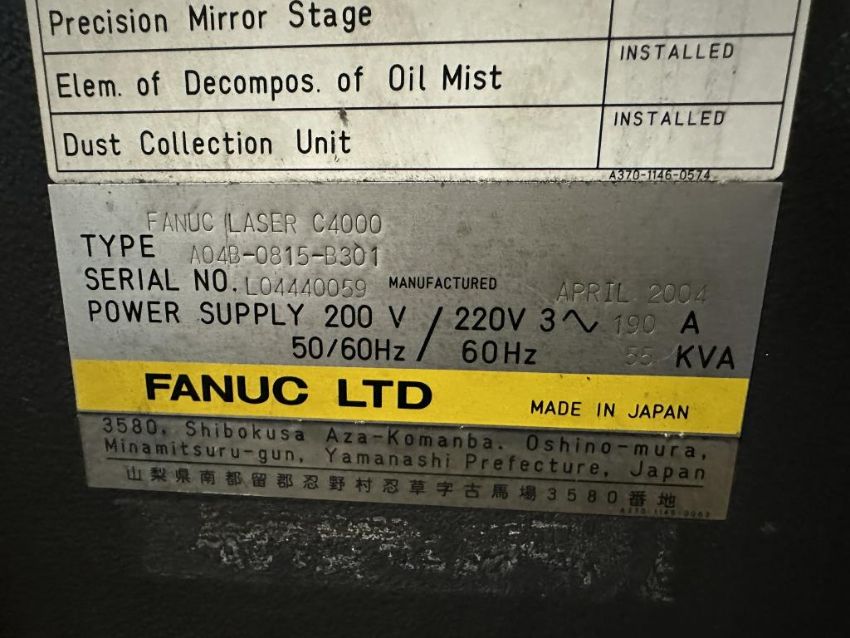 Precision Mirror Stage
Elem. of Decompos. of Oil Mist INSTALLED
Dust Collection Unit INSTALLED
A370-1146-0574
FANUC LASER C4000
TYPE A04B-0815-B301
SERIAL NO. L04440059 MANUFACTURED APRIL 2004
POWER SUPPLY 200 V / 220V 3∿ 190 A
50/60Hz / 60Hz 55 KVA
FANUC LTD MADE IN JAPAN
3580, Shibokusa Aza-Komanba. Oshino-mura,
Minamitsuru-gun, Yamanashi Prefecture, Japan
山梨県南都留郡忍野村忍草字古馬場3580番地